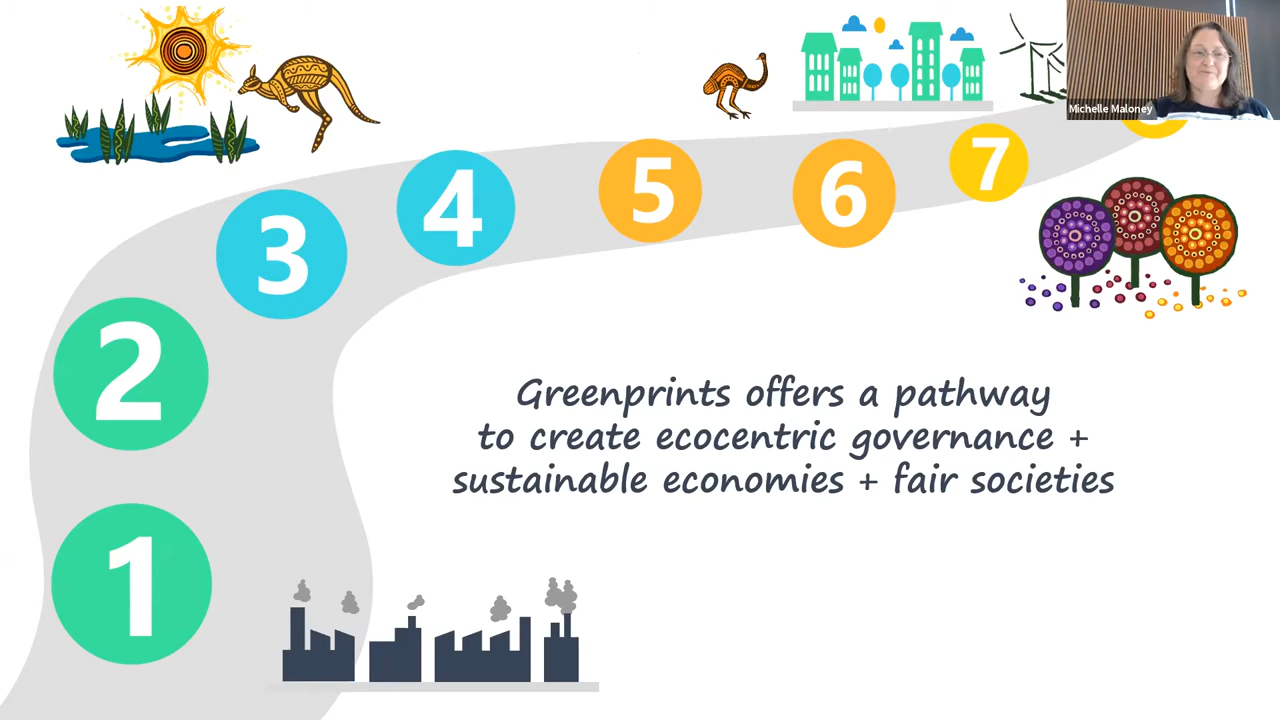 Michelle Maloney
7
6
5
4
3
2
1
Greenprints offers a pathway
to create ecocentric governance +
sustainable economies + fair societies